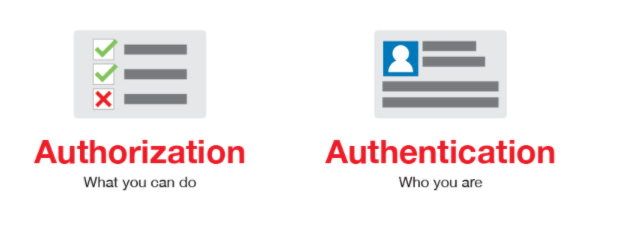 Authorization
What you can do
Authentication
Who you are